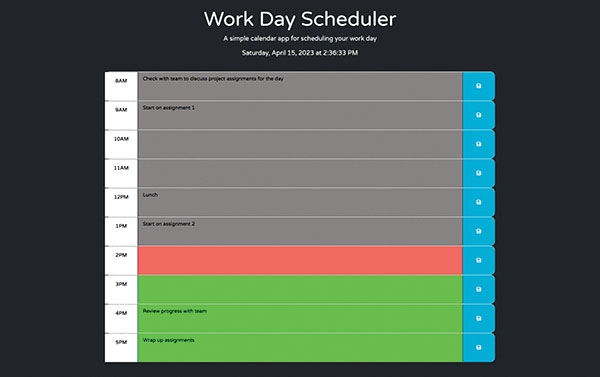 Work Day Scheduler
A simple calendar app for scheduling your work day
Saturday, April 15, 2023 at 2:36:33 PM
8AM Check with team to discuss project assignments for the day
9AM Start on assignment 1
10AM
11AM
12PM Lunch
1PM Start on assignment 2
2PM
3PM
4PM Review progress with team
5PM Wrap up assignments